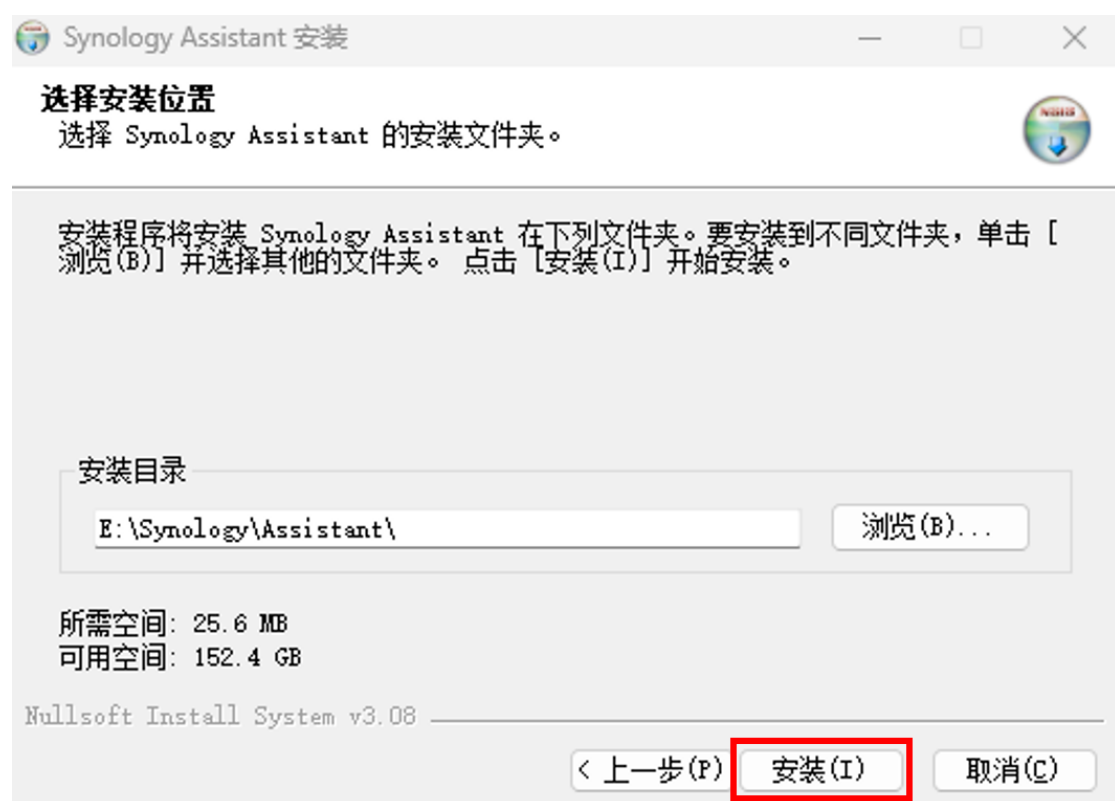 Synology Assistant 安装
选择安装位置
选择 Synology Assistant 的安装文件夹。
NSIS
安装程序将安装 Synology Assistant 在下列文件夹。要安装到不同文件夹，单击 [
浏览(B)] 并选择其他的文件夹。 点击 [安装(I)] 开始安装。
安装目录
E:\Synology\Assistant\
浏览(B)...
所需空间: 25.6 MB
可用空间: 152.4 GB
Nullsoft Install System v3.08
< 上一步(P)
安装(I)
取消(C)